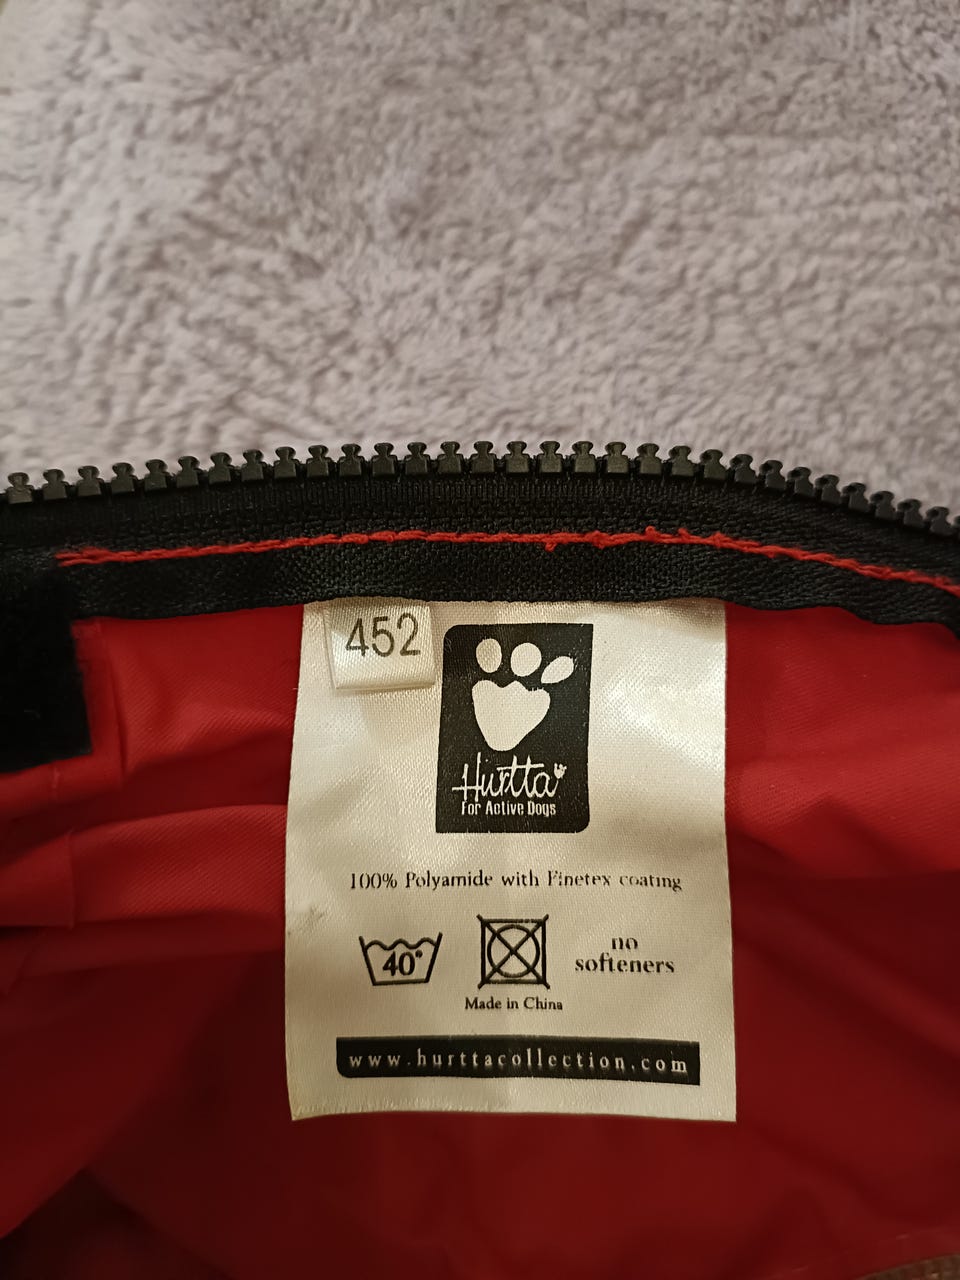 452
Hurtta
For Active Dogs
100% Polyamide with Finetex coating
40°
no
softeners
Made in China
www.hurttacollection.com